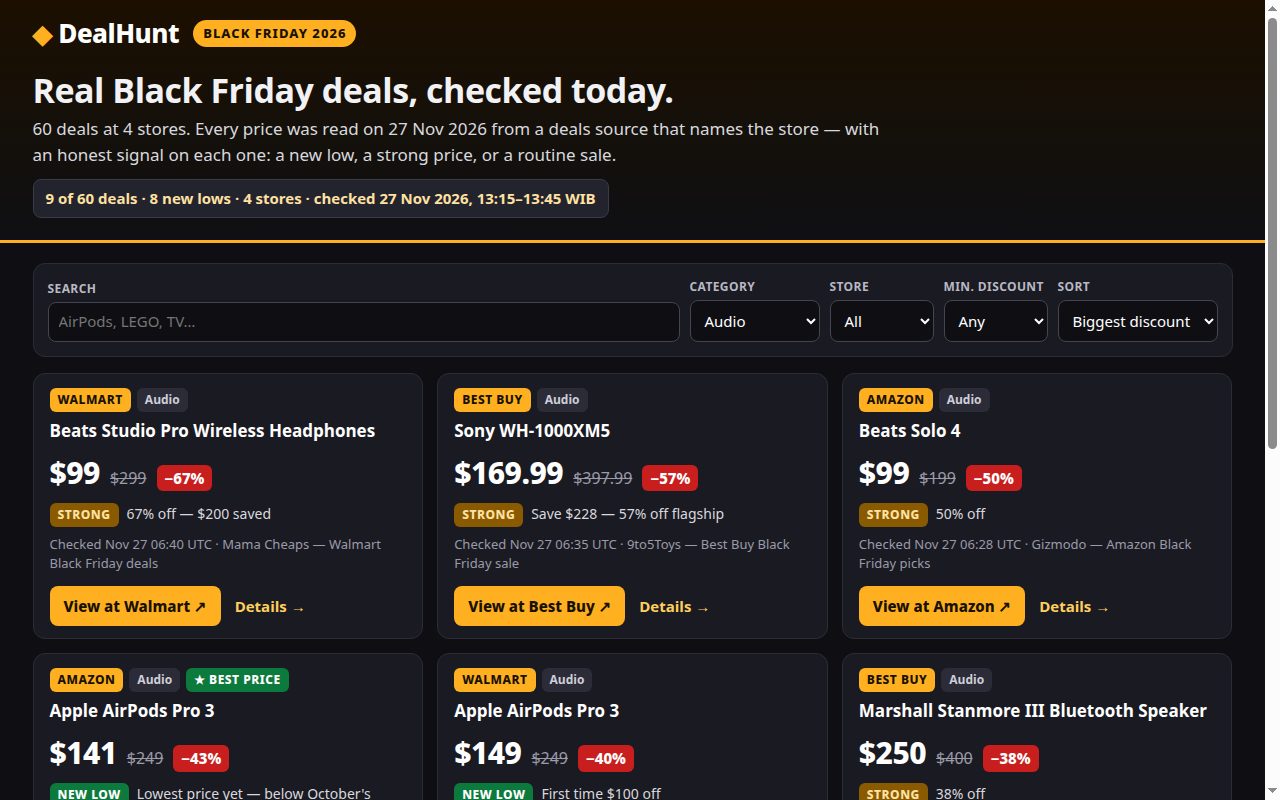 ◆ DealHunt BLACK FRIDAY 2026
Real Black Friday deals, checked today.
60 deals at 4 stores. Every price was read on 27 Nov 2026 from a deals source that names the store — with
an honest signal on each one: a new low, a strong price, or a routine sale.
9 of 60 deals · 8 new lows · 4 stores · checked 27 Nov 2026, 13:15–13:45 WIB
SEARCH CATEGORY STORE MIN. DISCOUNT SORT
AirPods, LEGO, TV... Audio All Any Biggest discount
WALMART Audio
Beats Studio Pro Wireless Headphones
$99 $299 −67%
STRONG 67% off — $200 saved
Checked Nov 27 06:40 UTC · Mama Cheaps — Walmart
Black Friday deals
View at Walmart ↗ Details →
BEST BUY Audio
Sony WH-1000XM5
$169.99 $397.99 −57%
STRONG Save $228 — 57% off flagship
Checked Nov 27 06:35 UTC · 9to5Toys — Best Buy Black
Friday sale
View at Best Buy ↗ Details →
AMAZON Audio
Beats Solo 4
$99 $199 −50%
STRONG 50% off
Checked Nov 27 06:28 UTC · Gizmodo — Amazon Black
Friday picks
View at Amazon ↗ Details →
AMAZON Audio ★ BEST PRICE
Apple AirPods Pro 3
$141 $249 −43%
NEW LOW Lowest price yet — below October's
WALMART Audio
Apple AirPods Pro 3
$149 $249 −40%
NEW LOW First time $100 off
BEST BUY Audio
Marshall Stanmore III Bluetooth Speaker
$250 $400 −38%
STRONG 38% off